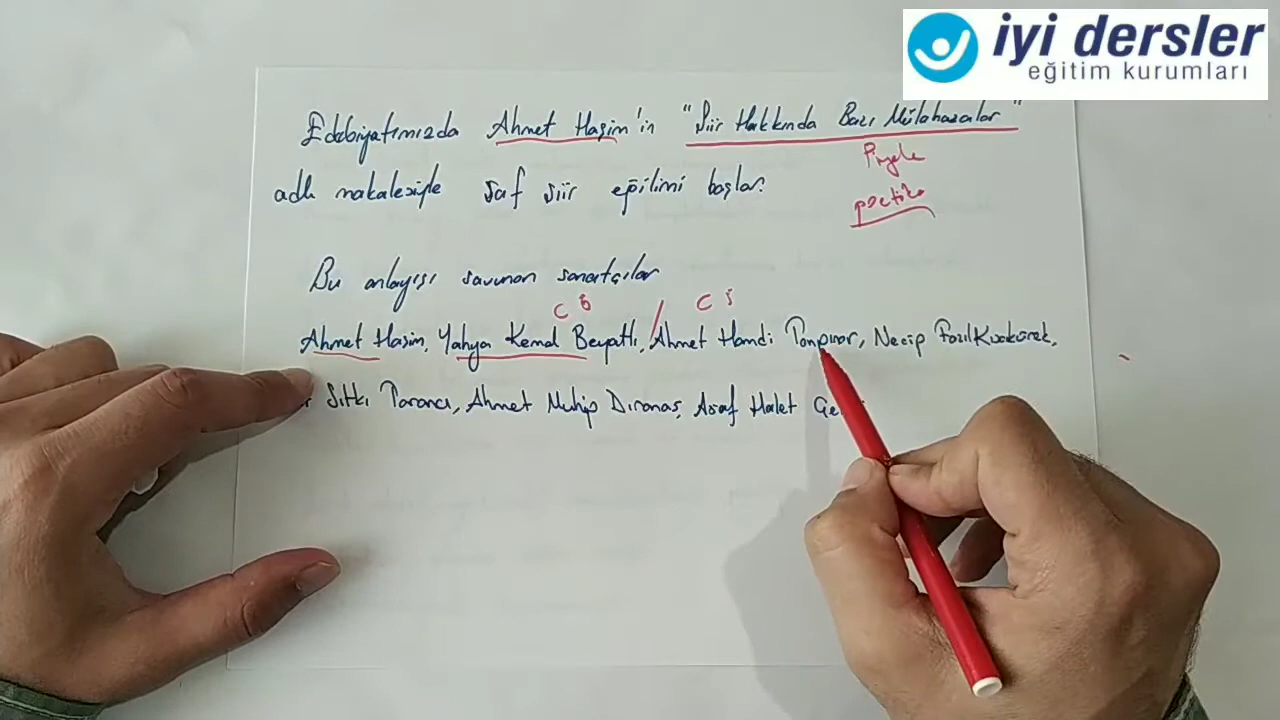 iyi dersler
eğitim kurumları
Edebiyatımızda Ahmet Haşim'in "Şiir Hakkında Bazı Mülahazalar"
Piyale
adlı makalesiyle saf şiir eğilimi başlar.
poetika
Bu anlayışı savunan sanatçılar
CÖ CS
Ahmet Haşim, Yahya Kemal Beyatlı, / Ahmet Hamdi Tanpınar, Necip Fazıl Kısakürek,
Sıtkı Tarancı, Ahmet Muhip Dıranas, Asaf Halet